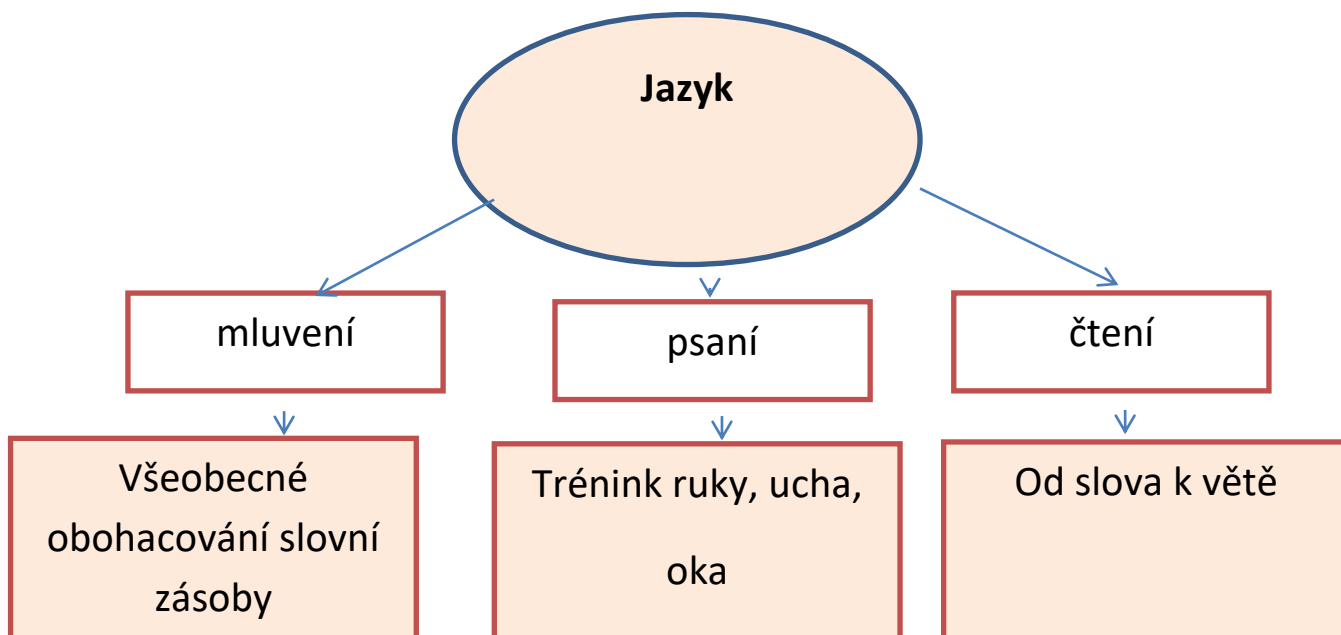 Jazyk
mluvení
psaní
čtení
Všeobecné
obohacování slovní
zásoby
Trénink ruky, ucha,
oka
Od slova k větě